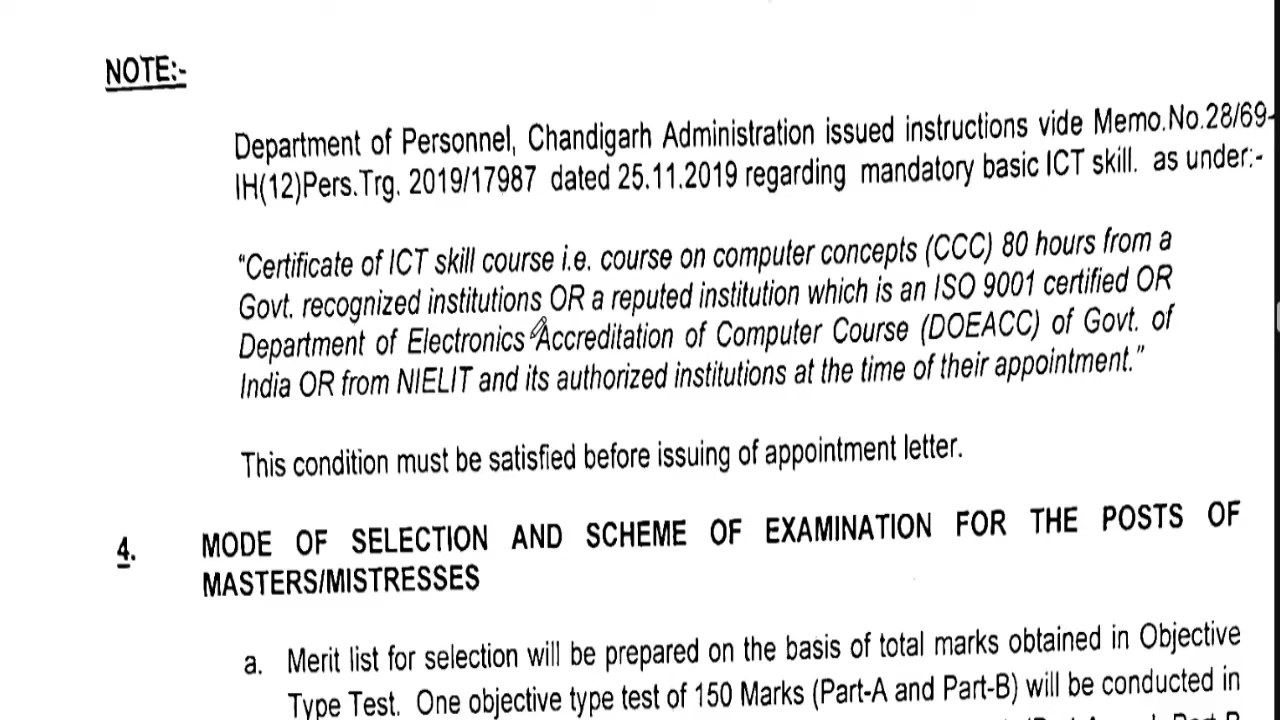 NOTE:-
Department of Personnel, Chandigarh Administration issued instructions vide Memo.No.28/69-
IH(12)Pers.Trg. 2019/17987 dated 25.11.2019 regarding mandatory basic ICT skill. as under:-
"Certificate of ICT skill course i.e. course on computer concepts (CCC) 80 hours from a
Govt. recognized institutions OR a reputed institution which is an ISO 9001 certified OR
Department of Electronics Accreditation of Computer Course (DOEACC) of Govt. of
India OR from NIELIT and its authorized institutions at the time of their appointment."
This condition must be satisfied before issuing of appointment letter.
4. MODE OF SELECTION AND SCHEME OF EXAMINATION FOR THE POSTS OF
MASTERS/MISTRESSES
a. Merit list for selection will be prepared on the basis of total marks obtained in Objective
Type Test. One objective type test of 150 Marks (Part-A and Part-B) will be conducted in